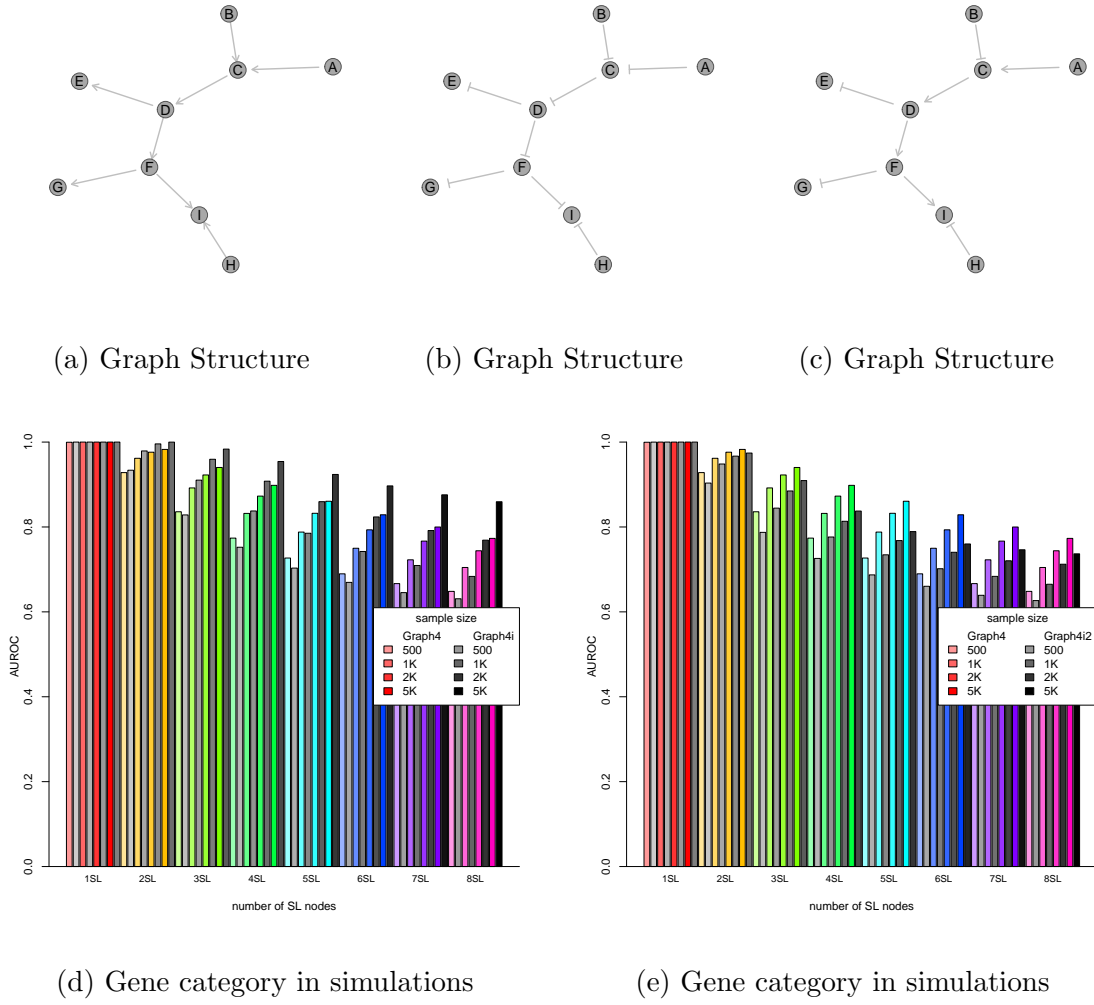 B
C
A
E
D
F
G
I
H
B
C
A
E
D
F
G
I
H
B
C
A
E
D
F
G
I
H
(a) Graph Structure
(b) Graph Structure
(c) Graph Structure
AUROC
1.0
0.8
0.6
0.4
0.2
0.0
sample size
Graph4 Graph4i
500 500
1K 1K
2K 2K
5K 5K
1SL 2SL 3SL 4SL 5SL 6SL 7SL 8SL
number of SL nodes
AUROC
1.0
0.8
0.6
0.4
0.2
0.0
sample size
Graph4 Graph4i2
500 500
1K 1K
2K 2K
5K 5K
1SL 2SL 3SL 4SL 5SL 6SL 7SL 8SL
number of SL nodes
(d) Gene category in simulations
(e) Gene category in simulations